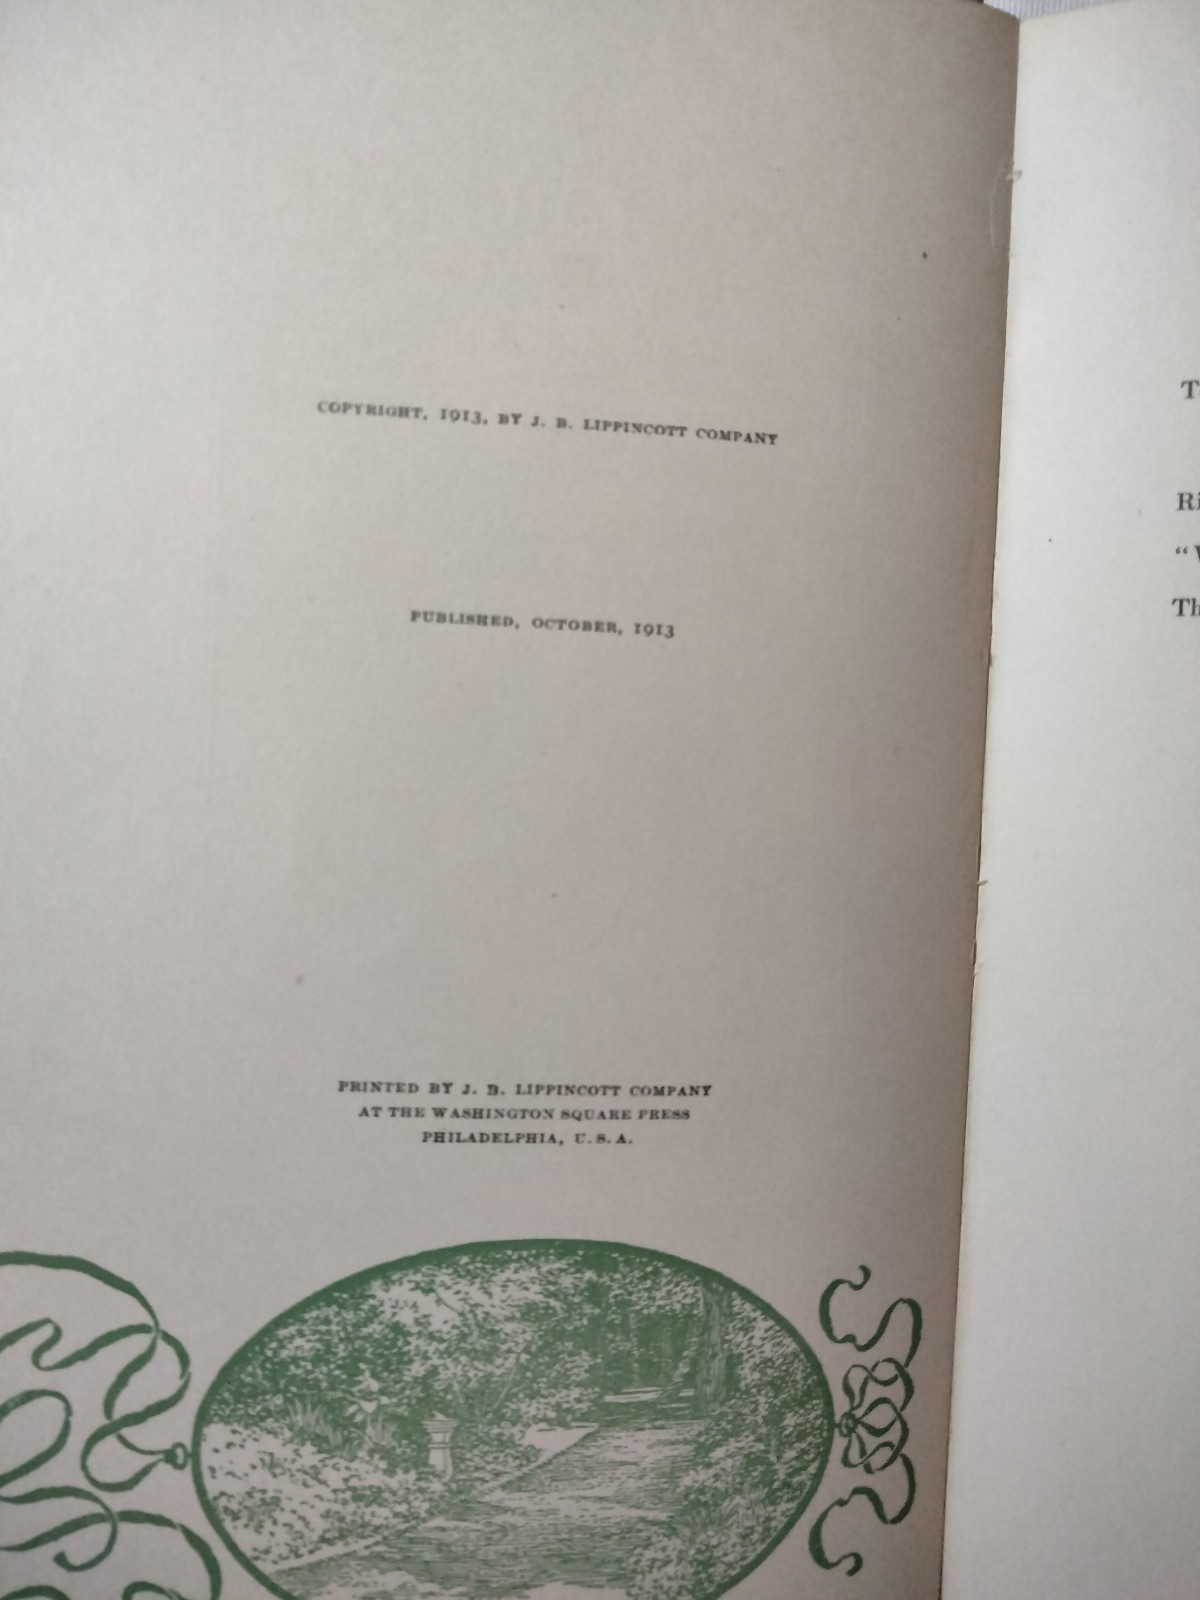 COPYRIGHT, 1913, BY J. B. LIPPINCOTT COMPANY
PUBLISHED, OCTOBER, 1913
PRINTED BY J. B. LIPPINCOTT COMPANY
AT THE WASHINGTON SQUARE PRESS
PHILADELPHIA, U. S. A.